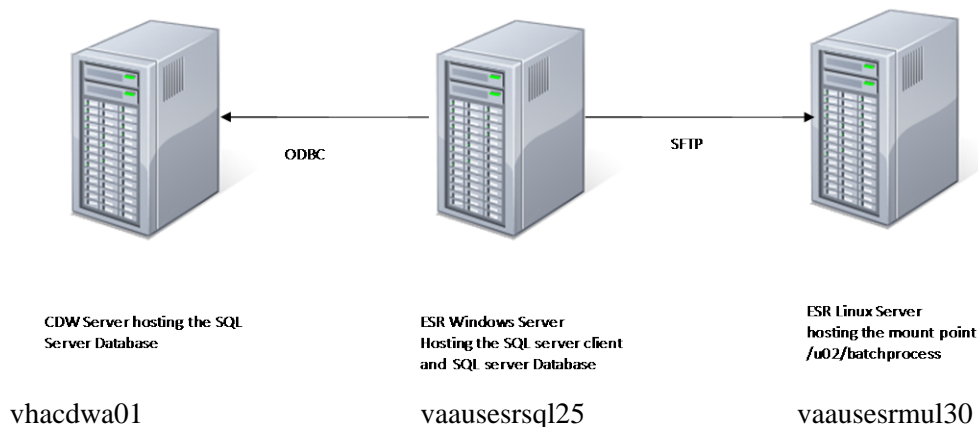 ODBC
SFTP
CDW Server hosting the SQL
Server Database
ESR Windows Server
Hosting the SQL server client
and SQL server Database
ESR Linux Server
hosting the mount point
/u02/batchprocess
vhacdwa01
vaausesrsql25
vaausesrmul30